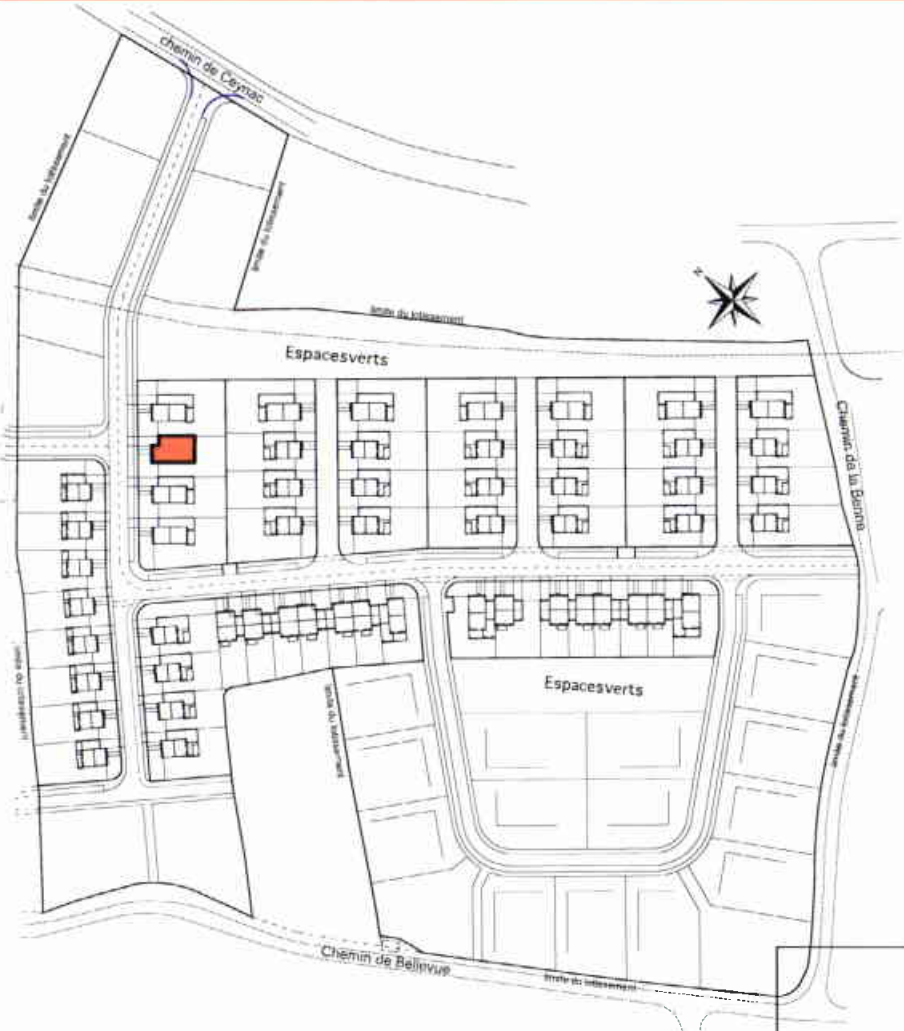 chemin de Ceynac
limite du lotissement
limite du lotissement
N
limite du lotissement
Espacesverts
Chemin de la Benne
limite du lotissement
limite du lotissement
Espacesverts
limite du lotissement
Chemin de Bellevue
limite du lotissement